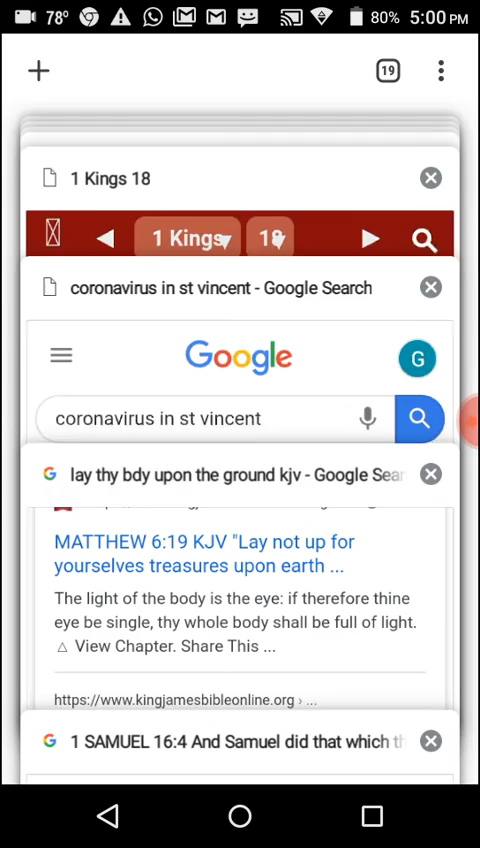 78° 80% 5:00 PM
19
1 Kings 18
1 Kings 18
coronavirus in st vincent - Google Search
Google G
coronavirus in st vincent
lay thy bdy upon the ground kjv - Google Sear
MATTHEW 6:19 KJV "Lay not up for
yourselves treasures upon earth ...
The light of the body is the eye: if therefore thine
eye be single, thy whole body shall be full of light.
△ View Chapter. Share This ...
https://www.kingjamesbibleonline.org › ...
1 SAMUEL 16:4 And Samuel did that which th